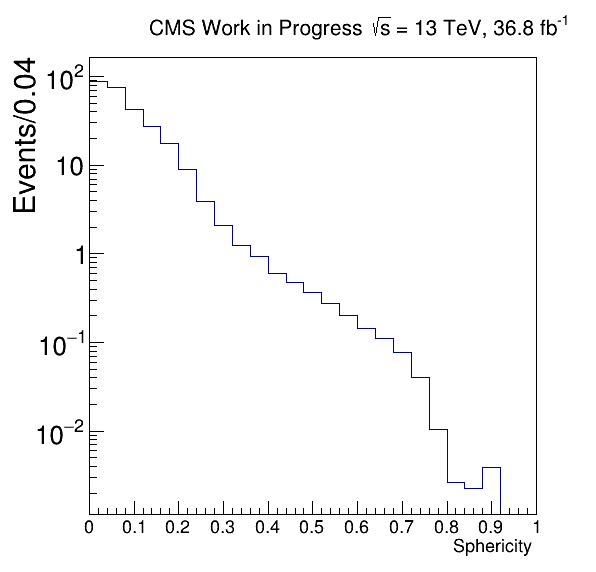 CMS Work in Progress √s = 13 TeV, 36.8 fb⁻¹
Events/0.04
10²
10
1
10⁻¹
10⁻²
0 0.1 0.2 0.3 0.4 0.5 0.6 0.7 0.8 0.9 1
Sphericity